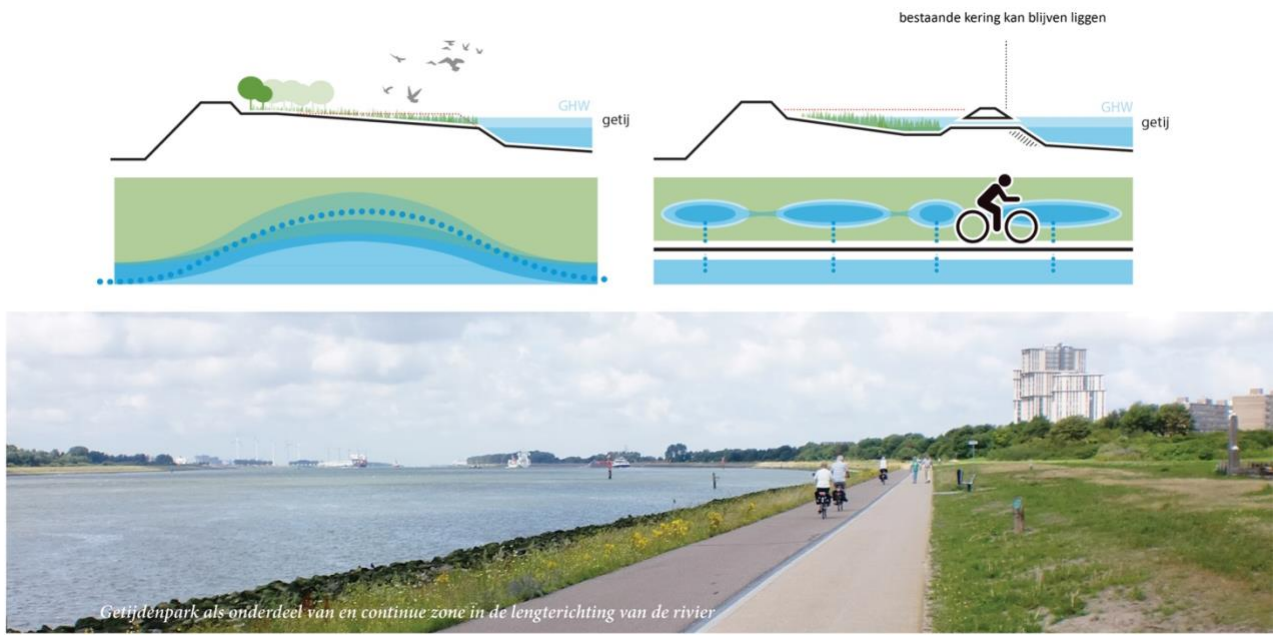 bestaande kering kan blijven liggen
GHW
getij
GHW
getij
Getijdenpark als onderdeel van en continue zone in de lengterichting van de rivier